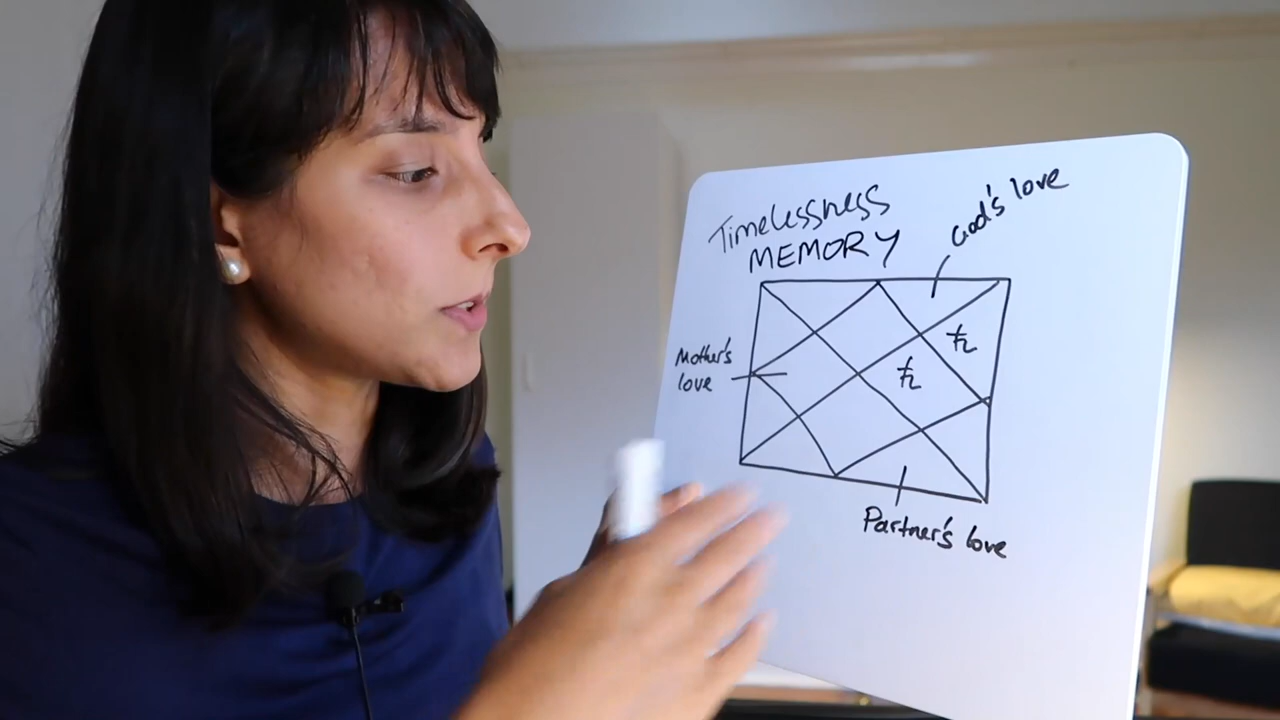 Timelessness
MEMORY
God's love
Mother's
love
♄
♄
Partner's love